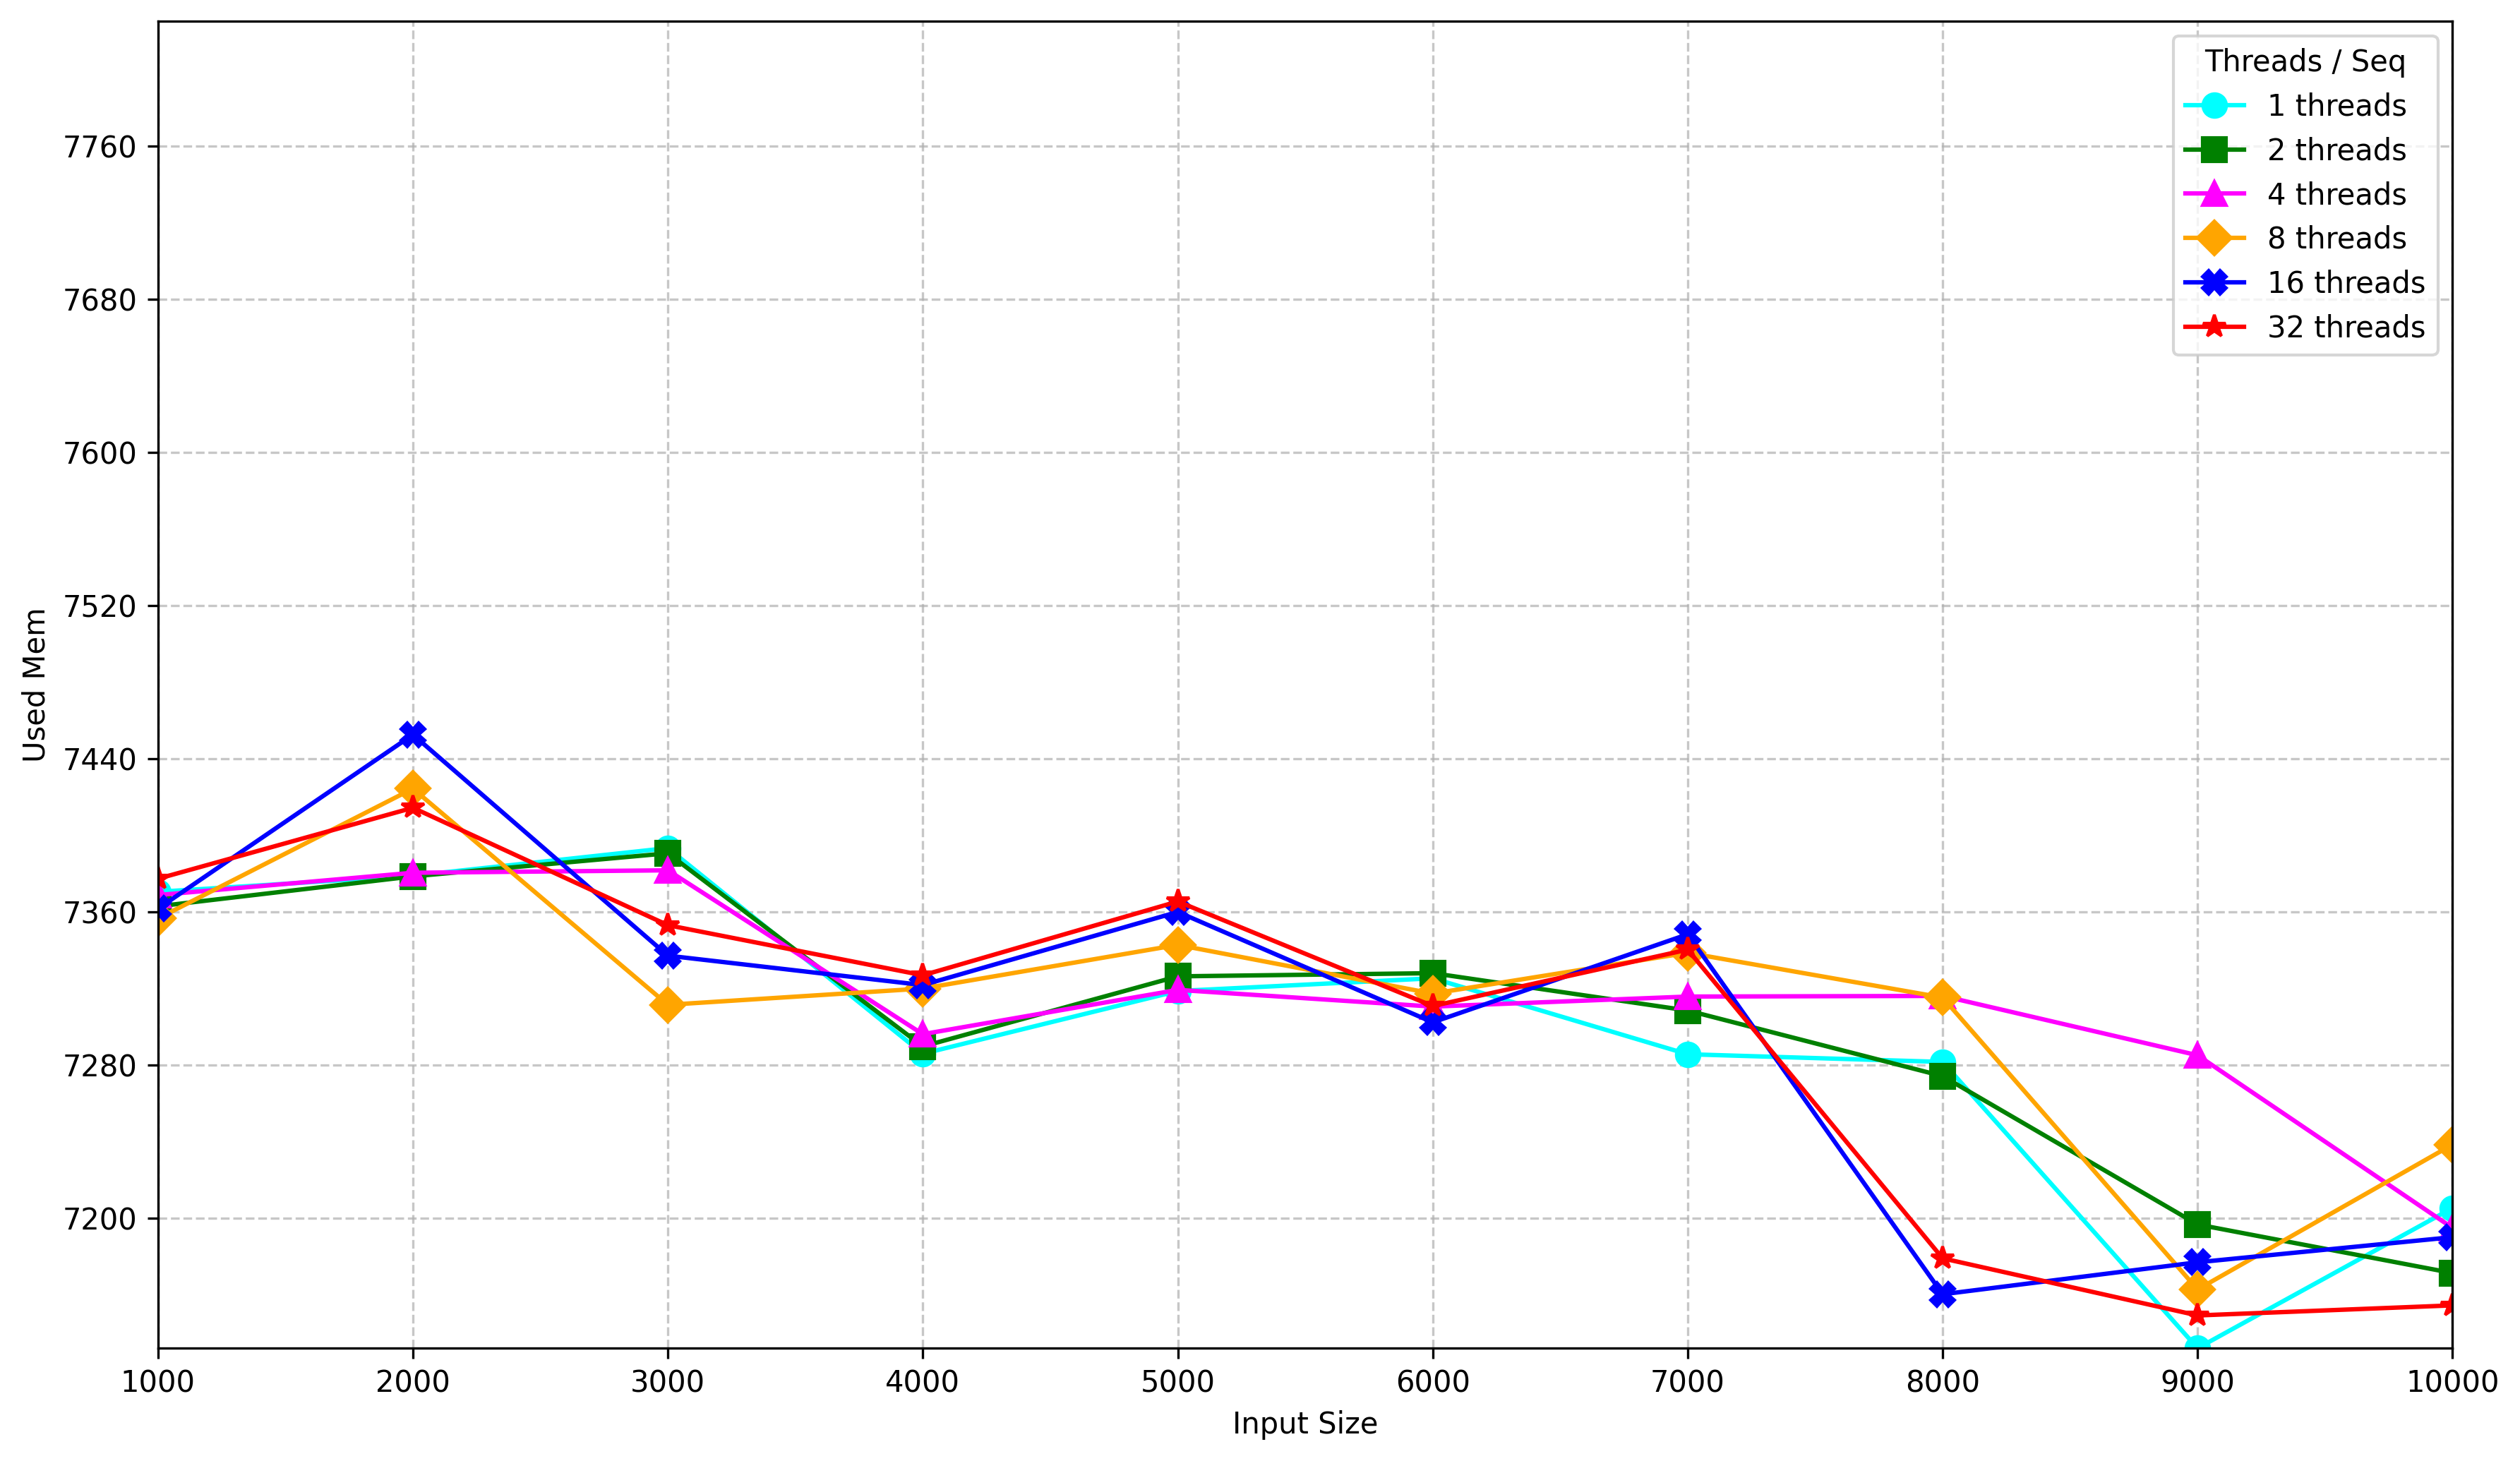 Threads / Seq
1 threads
2 threads
4 threads
8 threads
16 threads
32 threads
7760
7680
7600
7520
7440
7360
7280
7200
Used Mem
1000 2000 3000 4000 5000 6000 7000 8000 9000 10000
Input Size